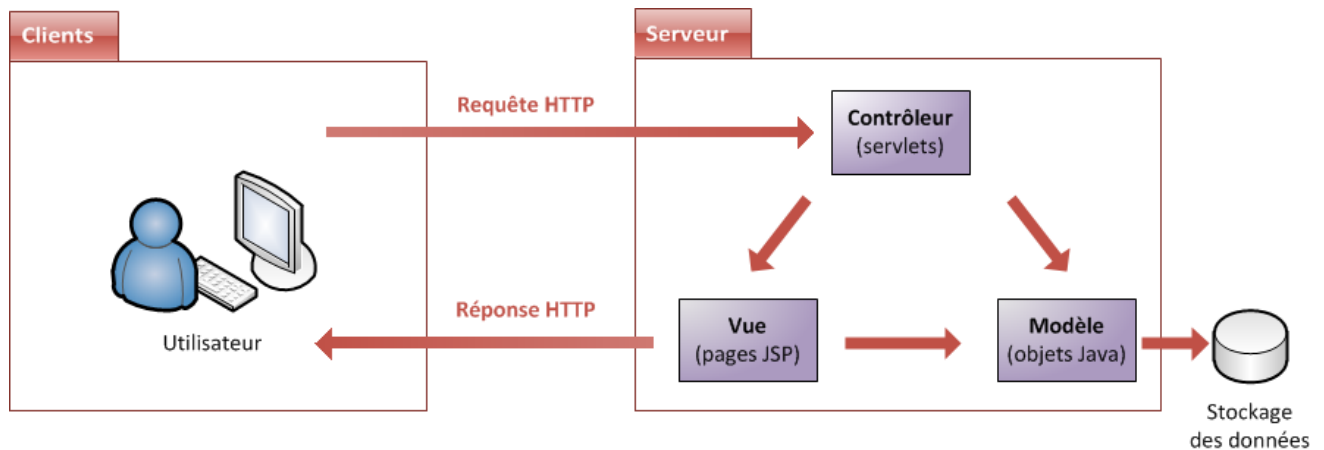 Clients
Serveur
Requête HTTP
Contrôleur
(servlets)
Réponse HTTP
Utilisateur
Vue
(pages JSP)
Modèle
(objets Java)
Stockage
des données